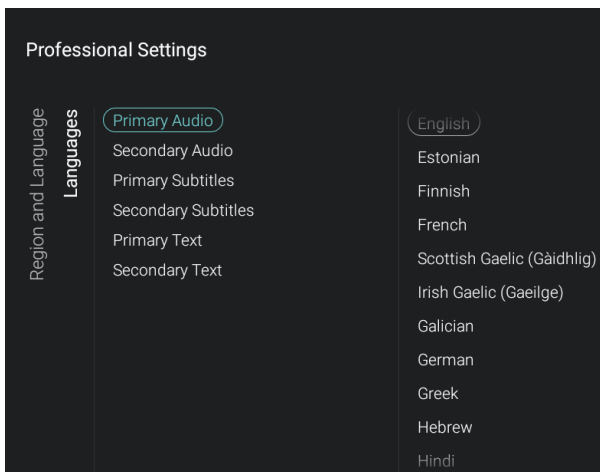 Professional Settings
Region and Language
Languages
Primary Audio
Secondary Audio
Primary Subtitles
Secondary Subtitles
Primary Text
Secondary Text
English
Estonian
Finnish
French
Scottish Gaelic (Gàidhlig)
Irish Gaelic (Gaeilge)
Galician
German
Greek
Hebrew
Hindi